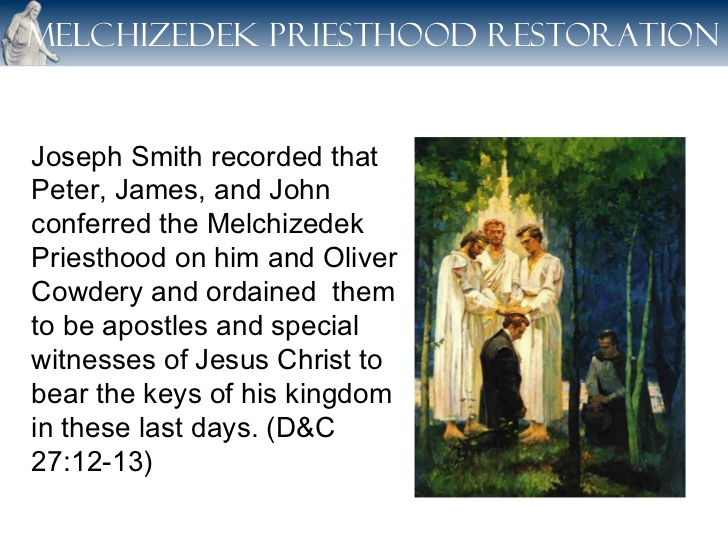 MELCHIZEDEK PRIESTHOOD RESTORATION
Joseph Smith recorded that
Peter, James, and John
conferred the Melchizedek
Priesthood on him and Oliver
Cowdery and ordained  them
to be apostles and special
witnesses of Jesus Christ to
bear the keys of his kingdom
in these last days. (D&C
27:12-13)